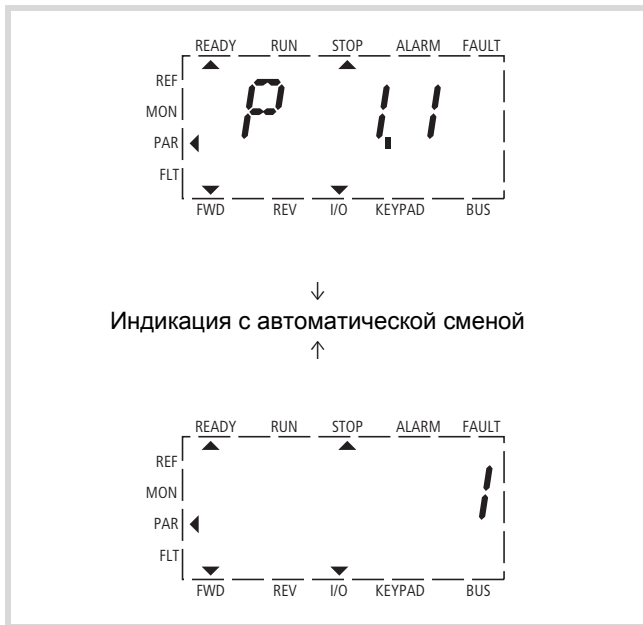 READY RUN STOP ALARM FAULT
REF
MON
PAR
FLT
P 1.1
FWD REV I/O KEYPAD BUS
↓
Индикация с автоматической сменой
↑
READY RUN STOP ALARM FAULT
REF
MON
PAR
FLT
1
FWD REV I/O KEYPAD BUS